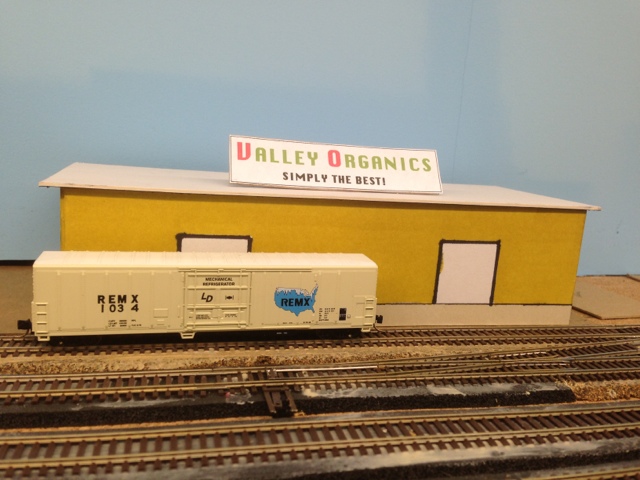 VALLEY ORGANICS
SIMPLY THE BEST!
REMX
1034
MECHANICAL
REFRIGERATOR
LD
REMX